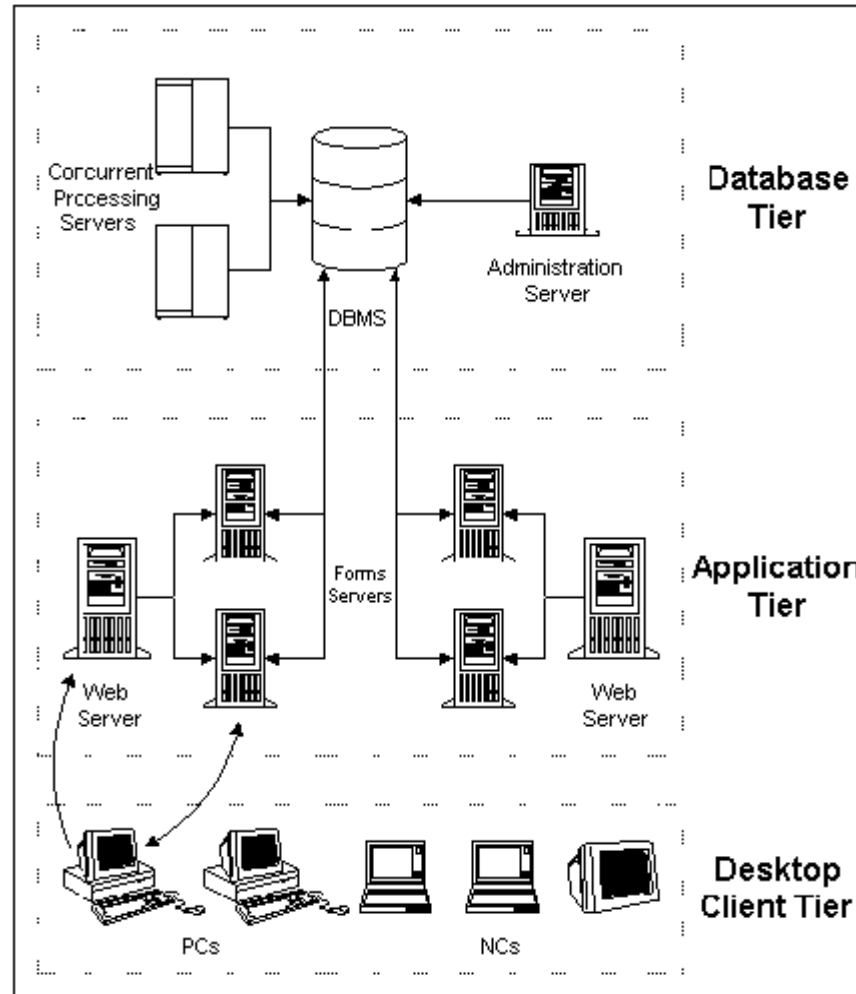 Concurrent
Processing
Servers
DBMS
Administration
Server
Database
Tier
Forms
Servers
Web
Server
Web
Server
Application
Tier
PCs
NCs
Desktop
Client Tier